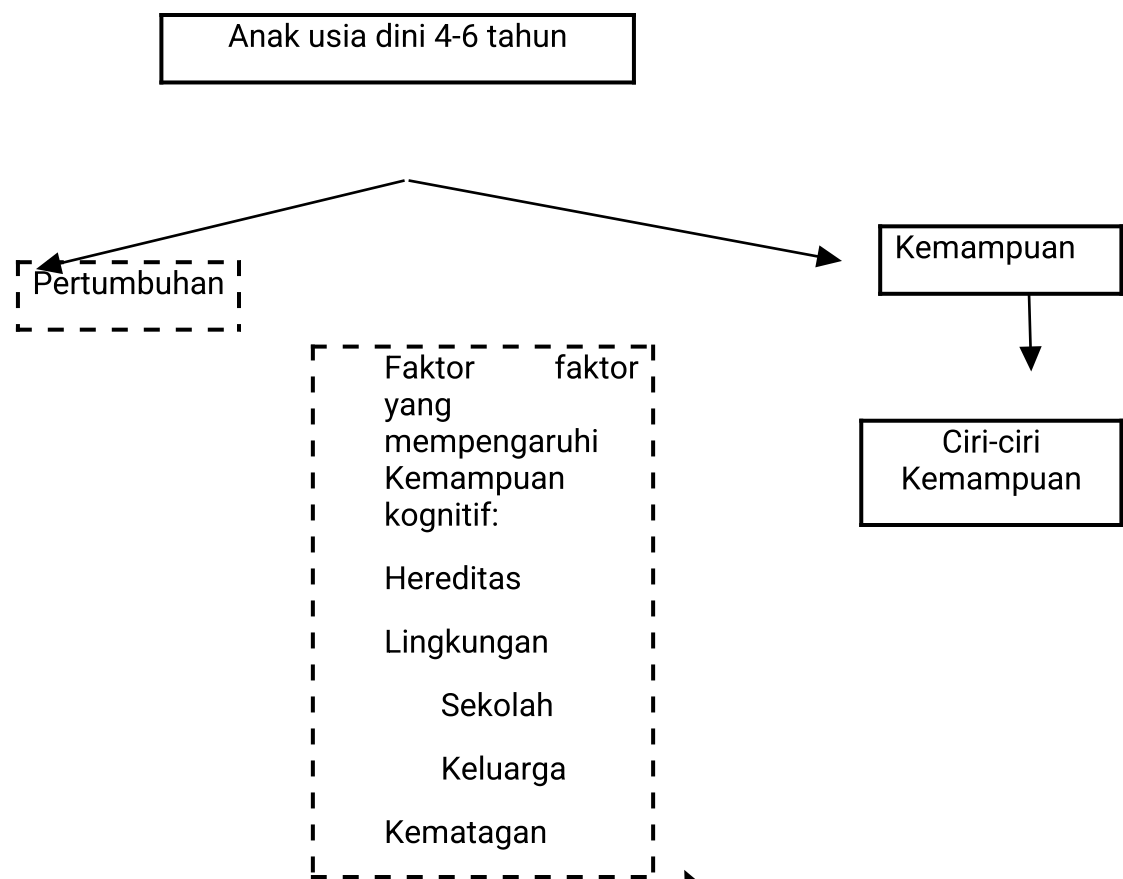 Anak usia dini 4-6 tahun
Kemampuan
Pertumbuhan
Faktor faktor
yang
mempengaruhi
Kemampuan
kognitif:
Hereditas
Lingkungan
Sekolah
Keluarga
Kematagan
Ciri-ciri
Kemampuan